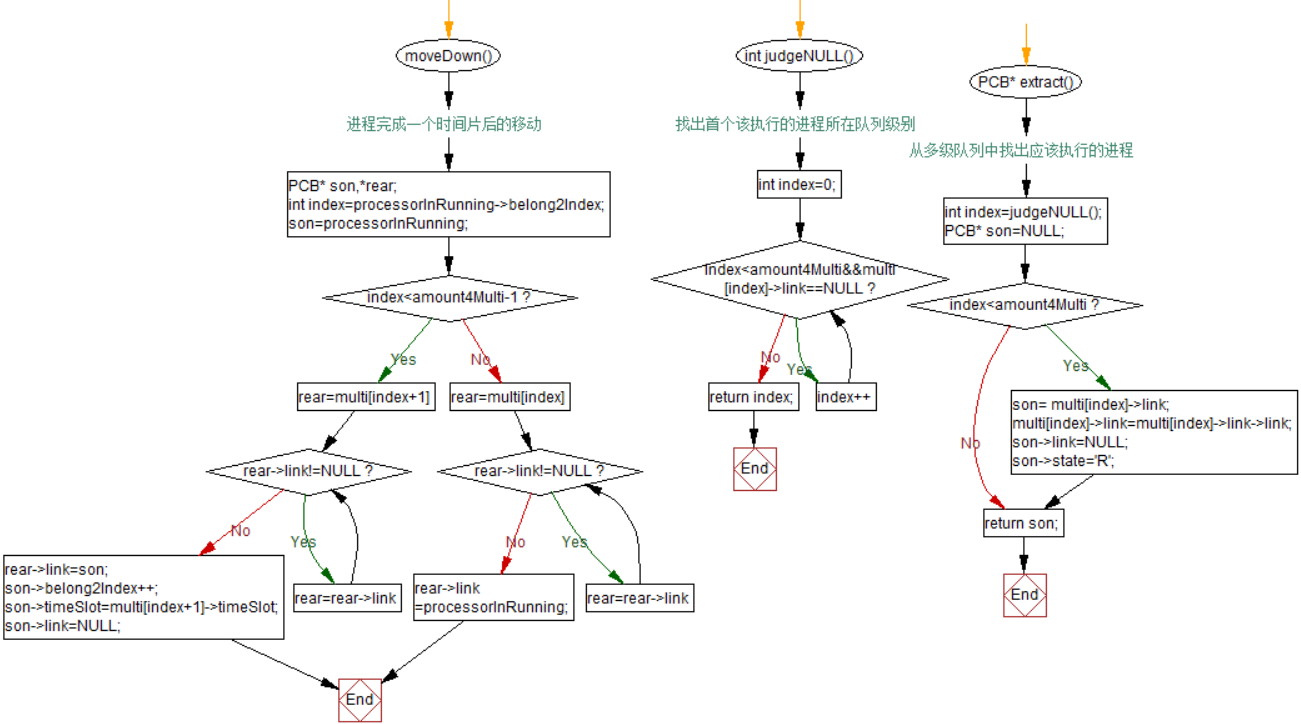 moveDown()
进程完成一个时间片后的移动
PCB* son,*rear;
int index=processorInRunning->belong2Index;
son=processorInRunning;
index<amount4Multi-1 ?
Yes
No
rear=multi[index+1]
rear=multi[index]
rear->link!=NULL ?
rear->link!=NULL ?
No
Yes
No
Yes
rear->link=son;
son->belong2Index++;
son->timeSlot=multi[index+1]->timeSlot;
son->link=NULL;
rear=rear->link
rear->link
=processorInRunning;
rear=rear->link
End
int judgeNULL()
找出首个该执行的进程所在队列级别
int index=0;
index<amount4Multi&&multi
[index]->link==NULL ?
No
Yes
return index;
index++
End
PCB* extract()
从多级队列中找出应该执行的进程
int index=judgeNULL();
PCB* son=NULL;
index<amount4Multi ?
Yes
No
son= multi[index]->link;
multi[index]->link=multi[index]->link->link;
son->link=NULL;
son->state='R';
return son;
End